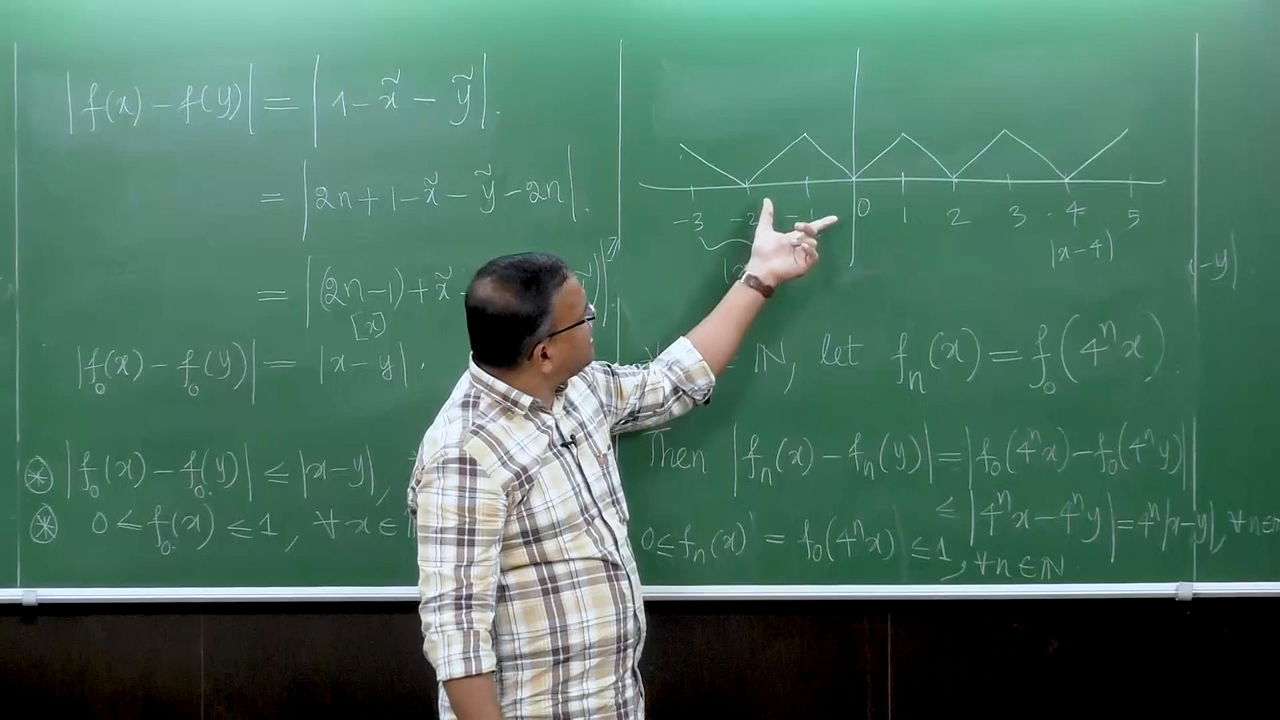 |f(x) – f(y)| = |1 – x̃ – ỹ|.
= |2n + 1 – x̃ – ỹ – 2n|.
= |(2n – 1) + x̃
[x]
|f₀(x) – f₀(y)| = |x – y|.
⊛ |f₀(x) – f₀(y)| ≤ |x – y|,
⊛ 0 ≤ f₀(x) ≤ 1, ∀ x ∈
-3 -2 -1 0 1 2 3 4 5
|x – 4|
– y|
ℕ, let fₙ(x) = f₀(4ⁿx).
Then |fₙ(x) – fₙ(y)| = |f₀(4ⁿx) – f₀(4ⁿy)|
≤ |4ⁿx – 4ⁿy| = 4ⁿ|x – y|, ∀ n ∈
0 ≤ fₙ(x) = f₀(4ⁿx) ≤ 1, ∀ n ∈ ℕ